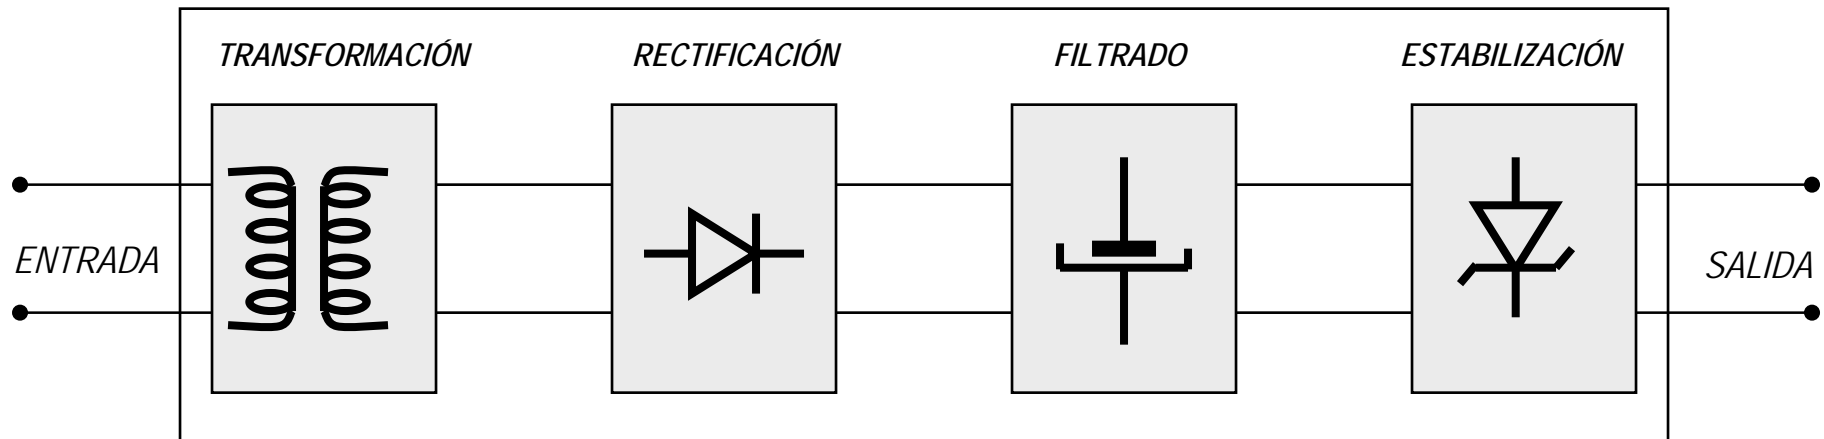 TRANSFORMACIÓN
RECTIFICACIÓN
FILTRADO
ESTABILIZACIÓN
ENTRADA
SALIDA